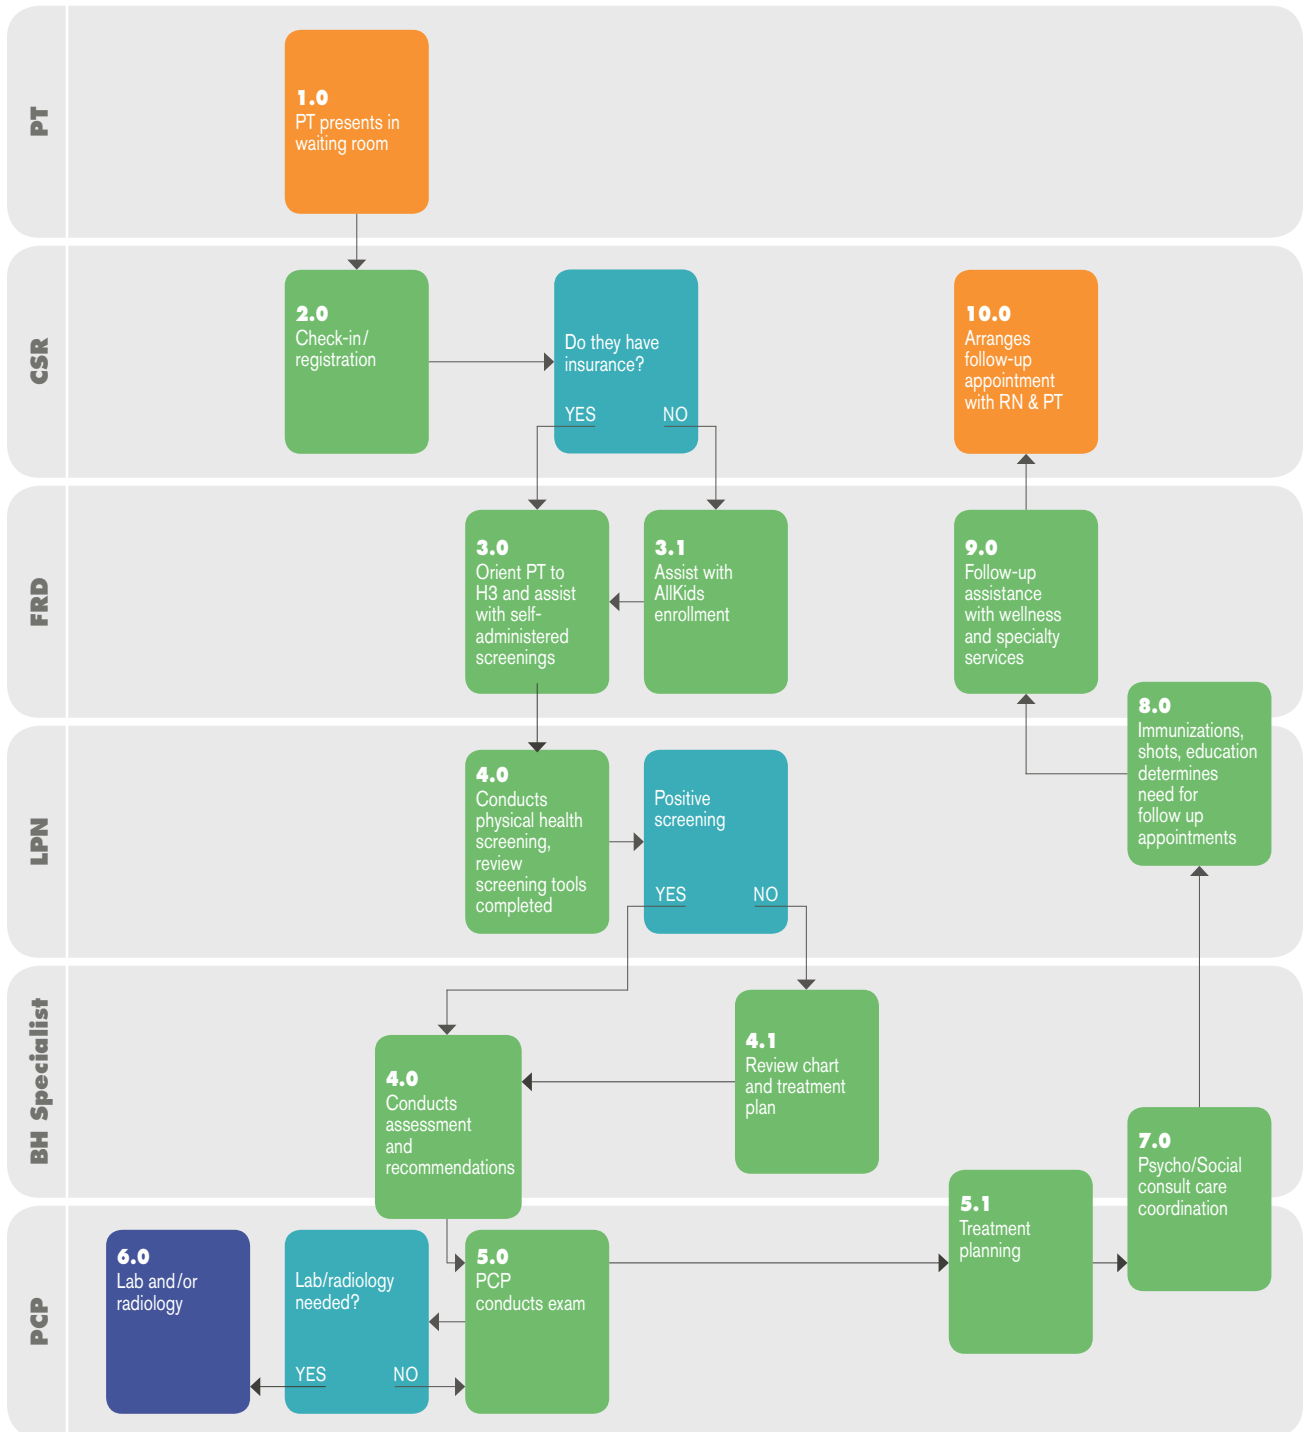 PT
1.0
PT presents in
waiting room
CSR
2.0
Check-in/
registration
Do they have
insurance?
YES
NO
10.0
Arranges
follow-up
appointment
with RN & PT
FRD
3.0
Orient PT to
H3 and assist
with self-
administered
screenings
3.1
Assist with
AllKids
enrollment
9.0
Follow-up
assistance
with wellness
and specialty
services
LPN
4.0
Conducts
physical health
screening,
review
screening tools
completed
Positive
screening
YES
NO
8.0
Immunizations,
shots, education
determines
need for
follow up
appointments
BH Specialist
4.0
Conducts
assessment
and
recommendations
4.1
Review chart
and treatment
plan
7.0
Psycho/Social
consult care
coordination
PCP
6.0
Lab and/or
radiology
Lab/radiology
needed?
YES
NO
5.0
PCP
conducts exam
5.1
Treatment
planning